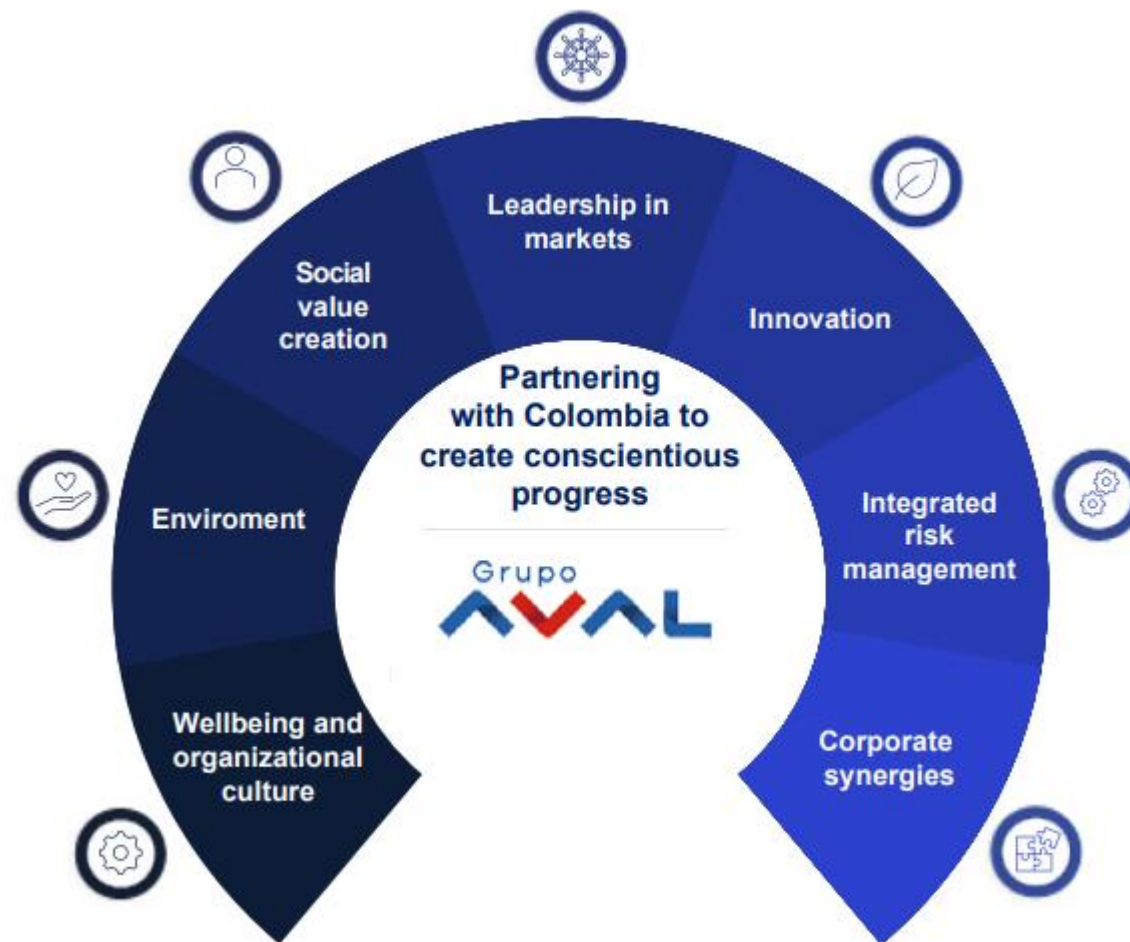 Leadership in
markets
Social
value
creation
Innovation
Partnering
with Colombia to
create conscientious
progress
Enviroment
Integrated
risk
management
Grupo
AVAL
Wellbeing and
organizational
culture
Corporate
synergies